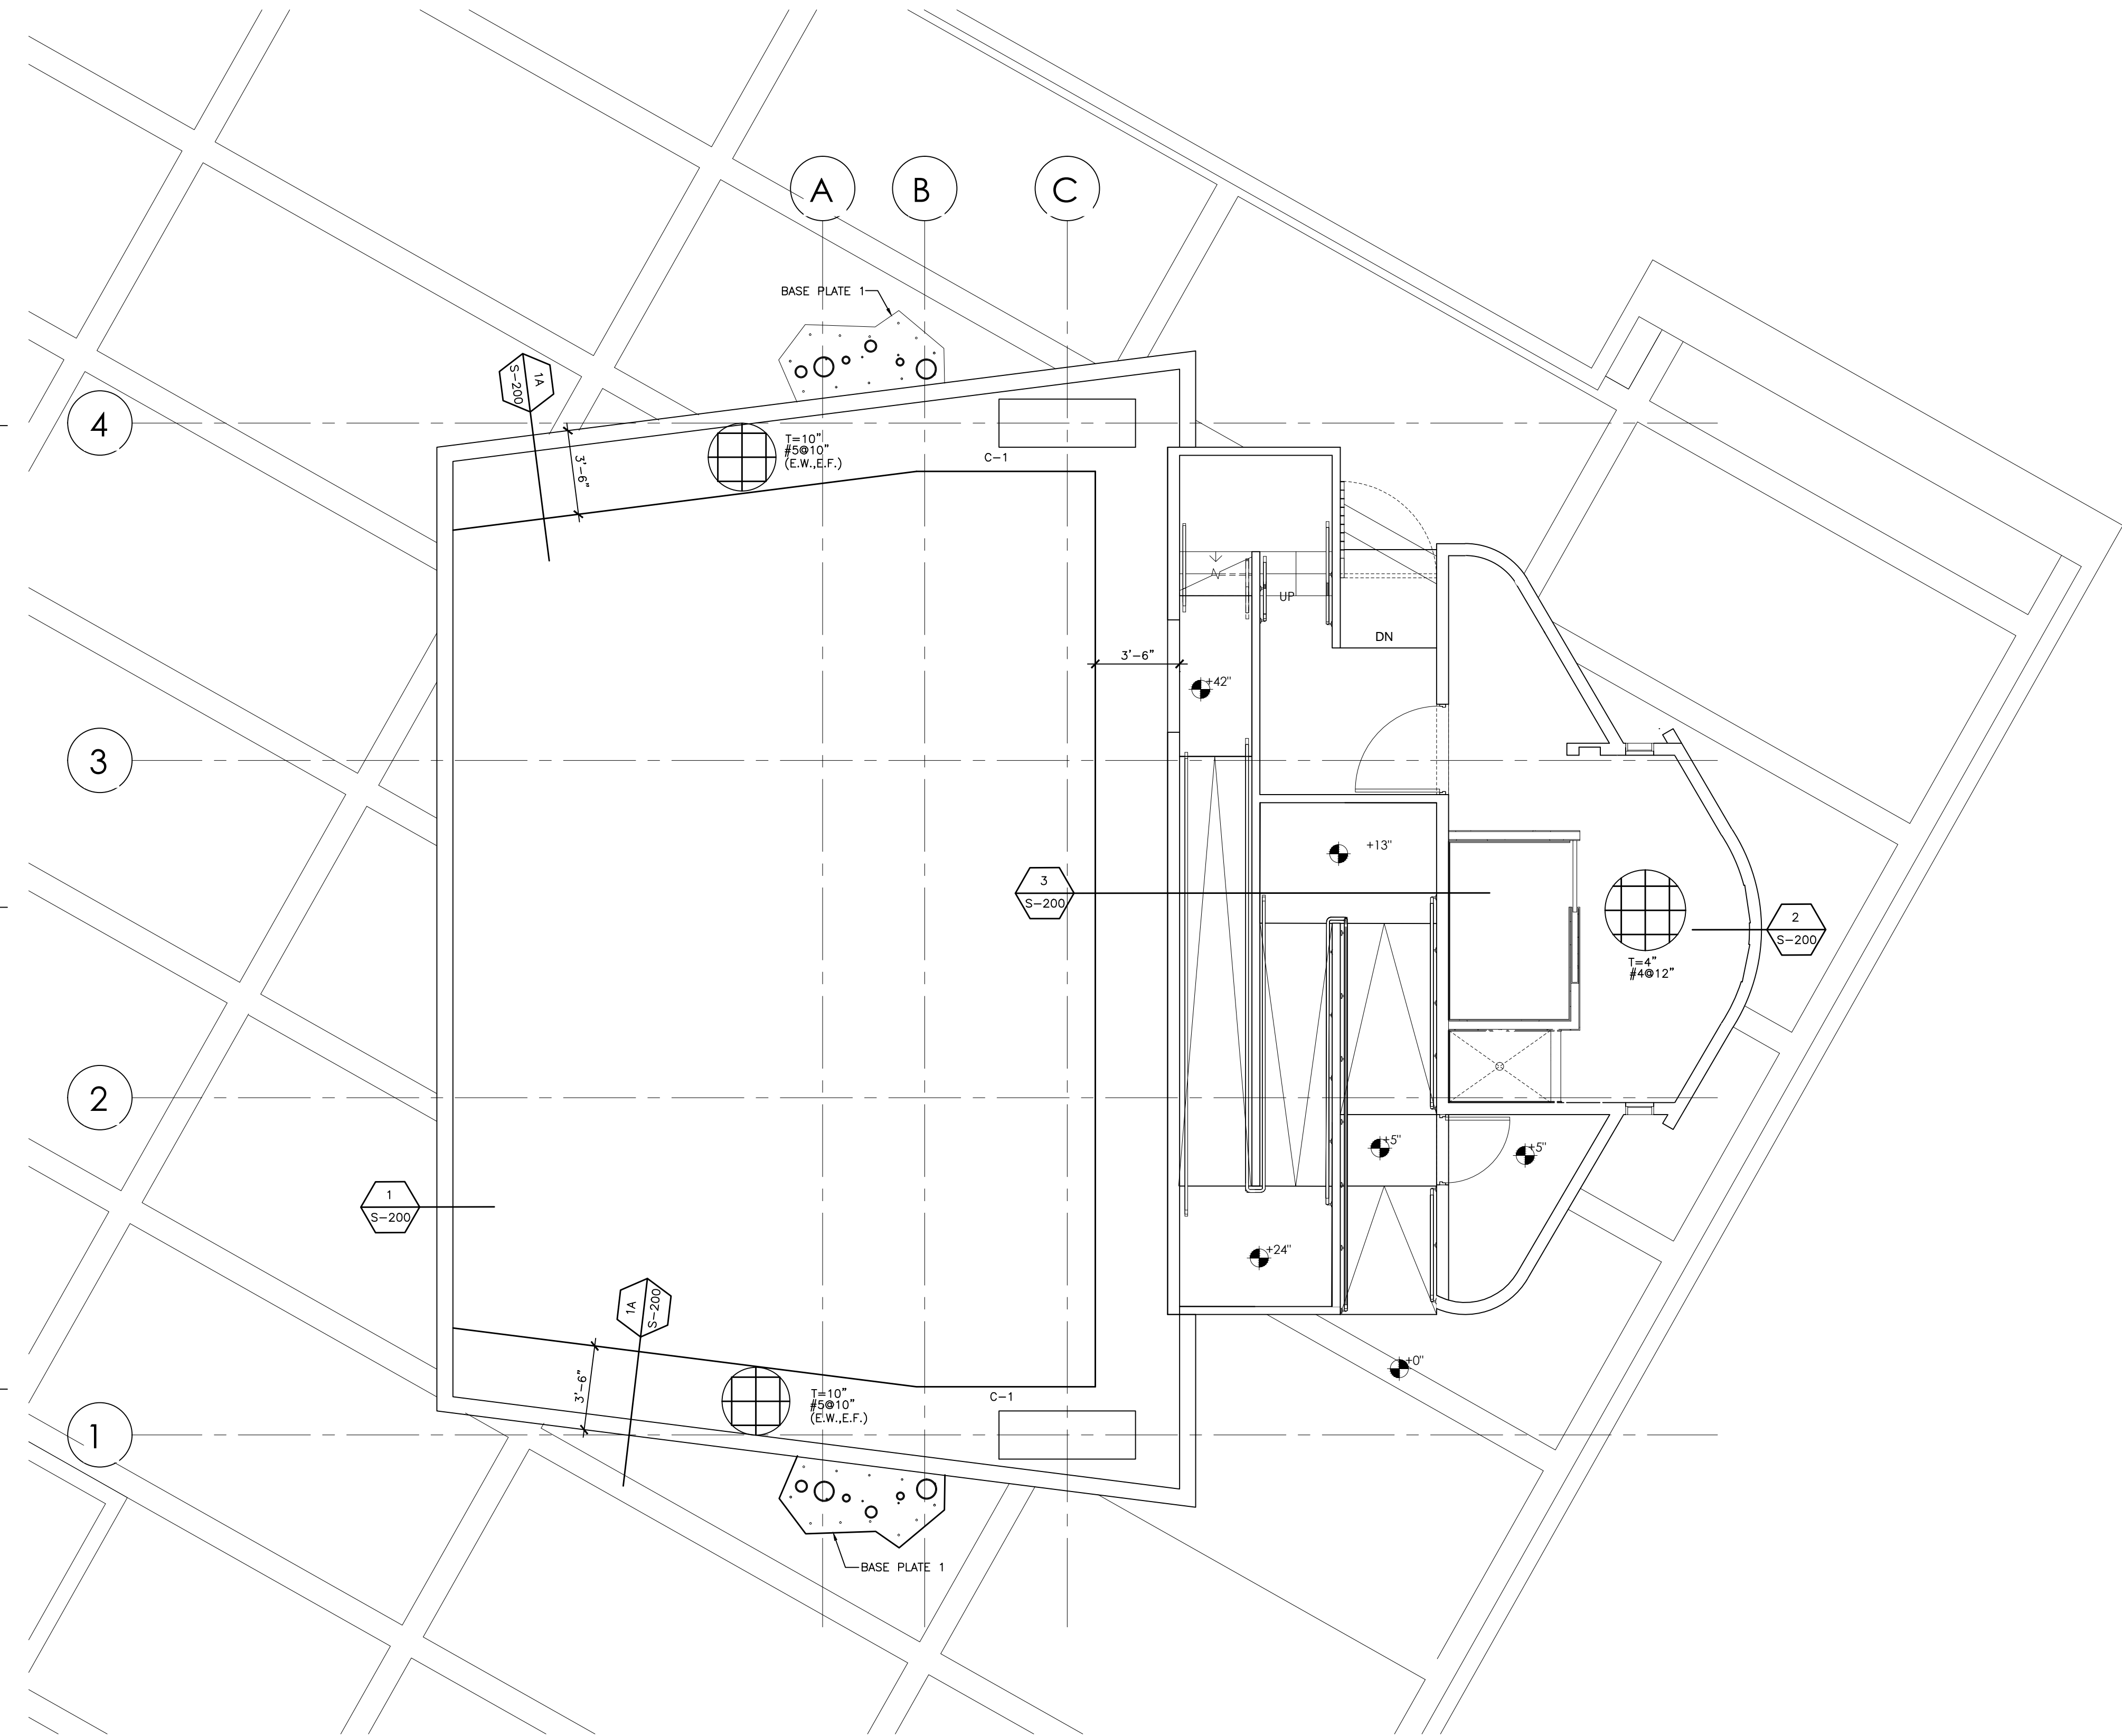 A
B
C
BASE PLATE 1
1A
S-200
4
T=10"
#5@10"
(E.W.,E.F.)
C-1
3'-6"
UP
DN
3'-6"
+42"
3
+13"
3
S-200
2
S-200
T=4"
#4@12"
2
+5"
+5"
1
S-200
+24"
1A
S-200
+0"
3'-6"
T=10"
#5@10"
(E.W.,E.F.)
C-1
1
BASE PLATE 1